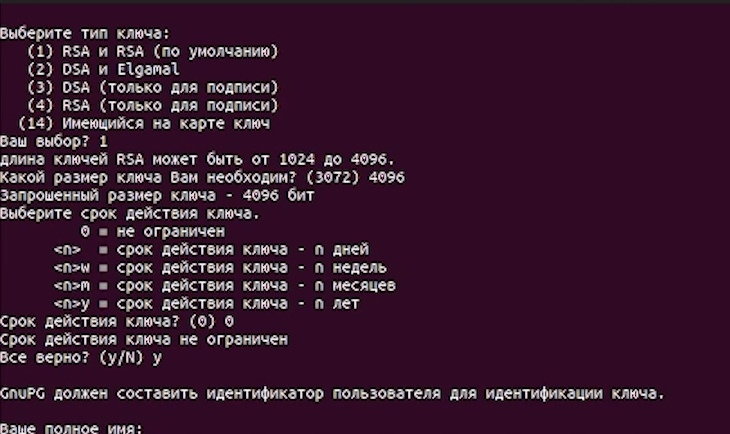 Выберите тип ключа:
(1) RSA и RSA (по умолчанию)
(2) DSA и Elgamal
(3) DSA (только для подписи)
(4) RSA (только для подписи)
(14) Имеющийся на карте ключ
Ваш выбор? 1
длина ключей RSA может быть от 1024 до 4096.
Какой размер ключа Вам необходим? (3072) 4096
Запрошенный размер ключа - 4096 бит
Выберите срок действия ключа.
0 = не ограничен
<n> = срок действия ключа - n дней
<n>w = срок действия ключа - n недель
<n>m = срок действия ключа - n месяцев
<n>y = срок действия ключа - n лет
Срок действия ключа? (0) 0
Срок действия ключа не ограничен
Все верно? (y/N) y
GnuPG должен составить идентификатор пользователя для идентификации ключа.
Ваше полное имя: